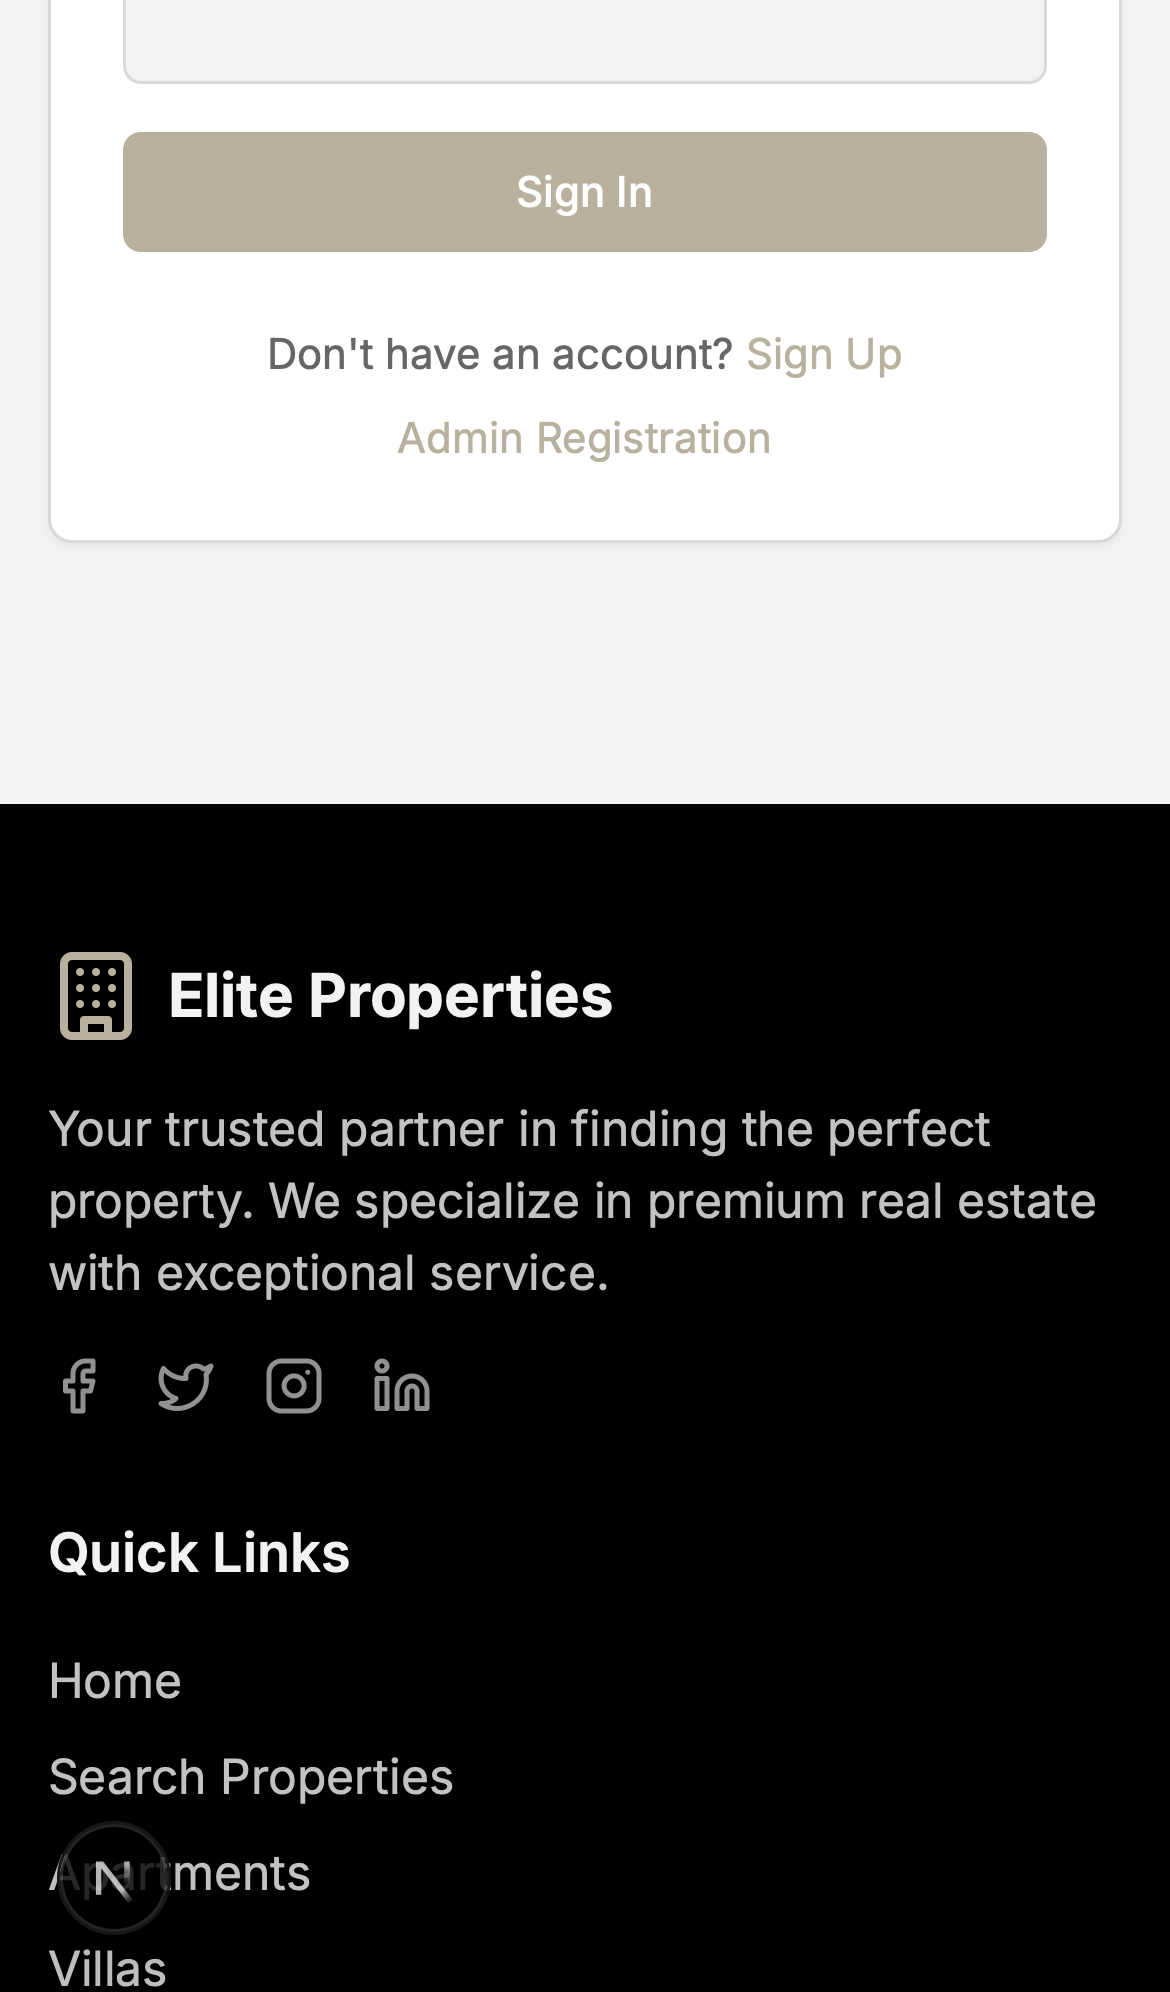 Sign In
Don't have an account? Sign Up
Admin Registration
Elite Properties
Your trusted partner in finding the perfect
property. We specialize in premium real estate
with exceptional service.
Quick Links
Home
Search Properties
Apartments
N
Villas